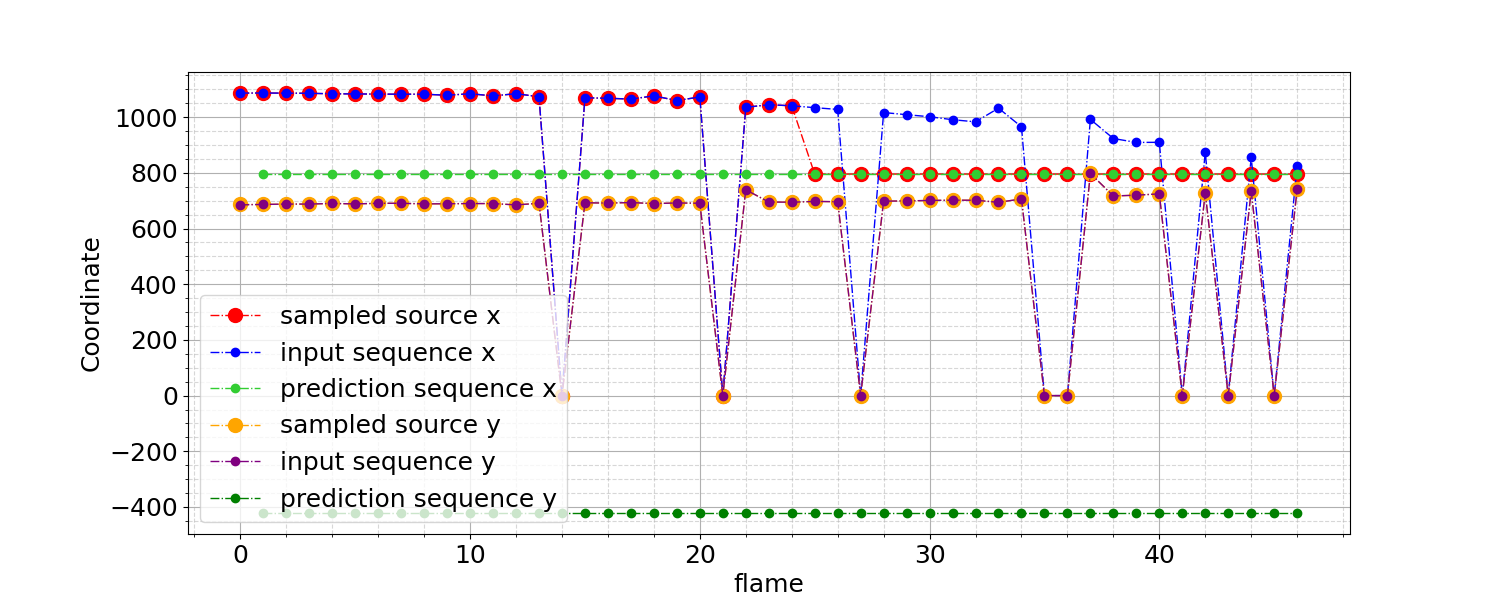 1000
800
600
400
200
0
−200
−400
Coordinate
sampled source x
input sequence x
prediction sequence x
sampled source y
input sequence y
prediction sequence y
0 10 20 30 40
flame